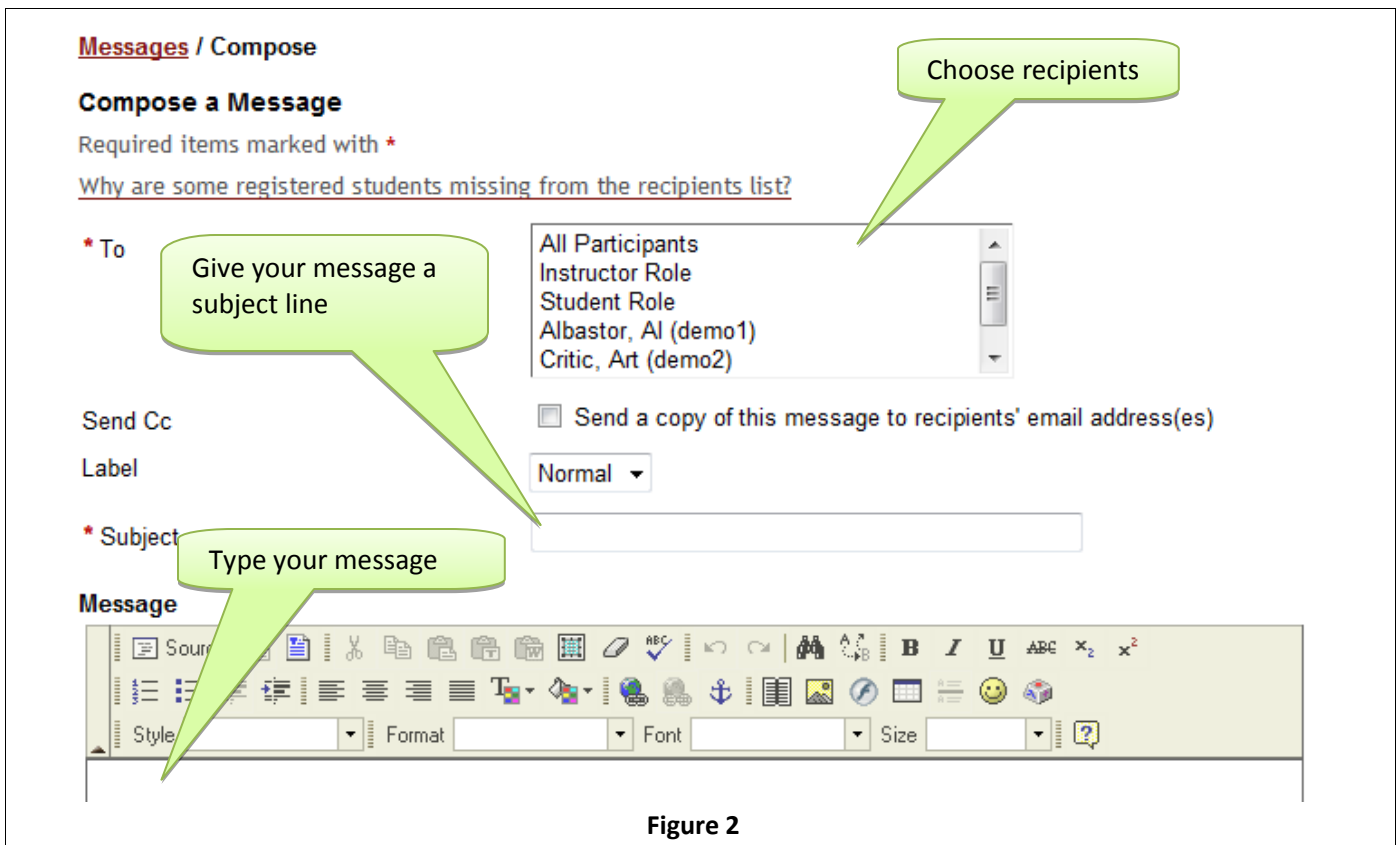 Messages / Compose
Choose recipients
Compose a Message
Required items marked with *
Why are some registered students missing from the recipients list?
* To
Give your message a
subject line
All Participants
Instructor Role
Student Role
Albastor, Al (demo1)
Critic, Art (demo2)
Send Cc
Send a copy of this message to recipients' email address(es)
Label
Normal
* Subject
Type your message
Message
B I U ABC x2 x2
Style Format Font Size
Figure 2